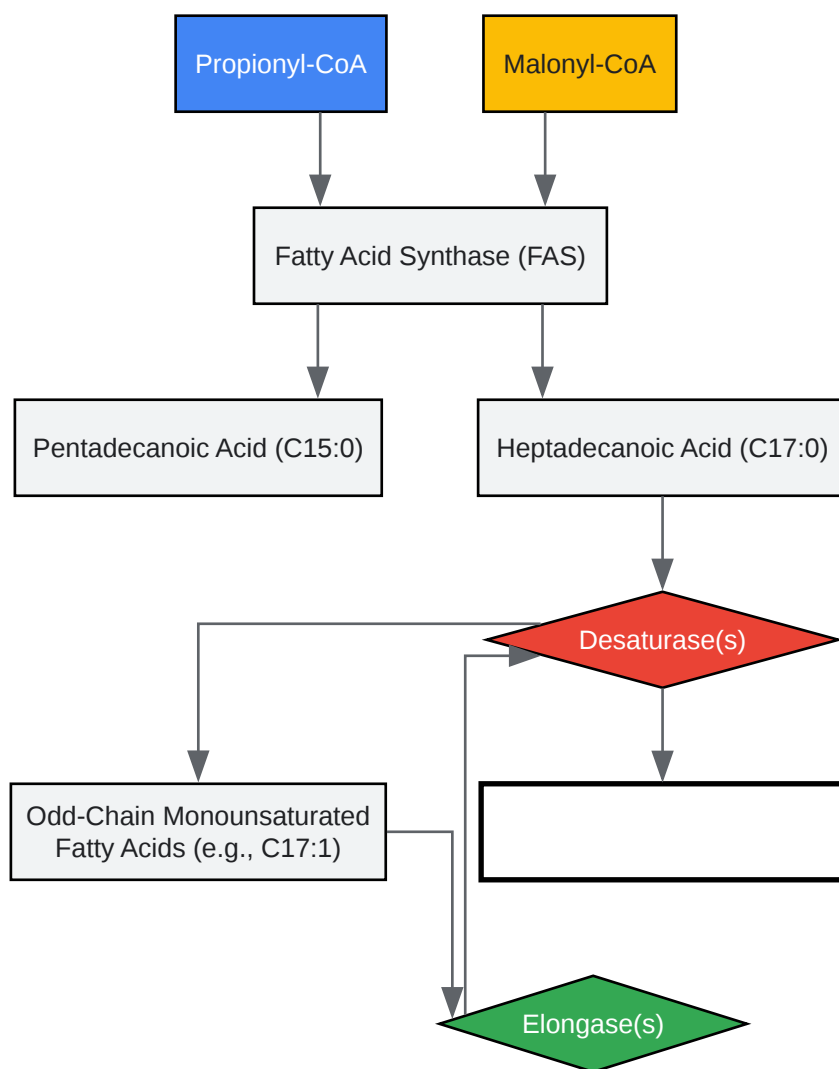 Propionyl-CoA
Malonyl-CoA
Fatty Acid Synthase (FAS)
Pentadecanoic Acid (C15:0)
Heptadecanoic Acid (C17:0)
Desaturase(s)
Odd-Chain Monounsaturated
Fatty Acids (e.g., C17:1)
Elongase(s)